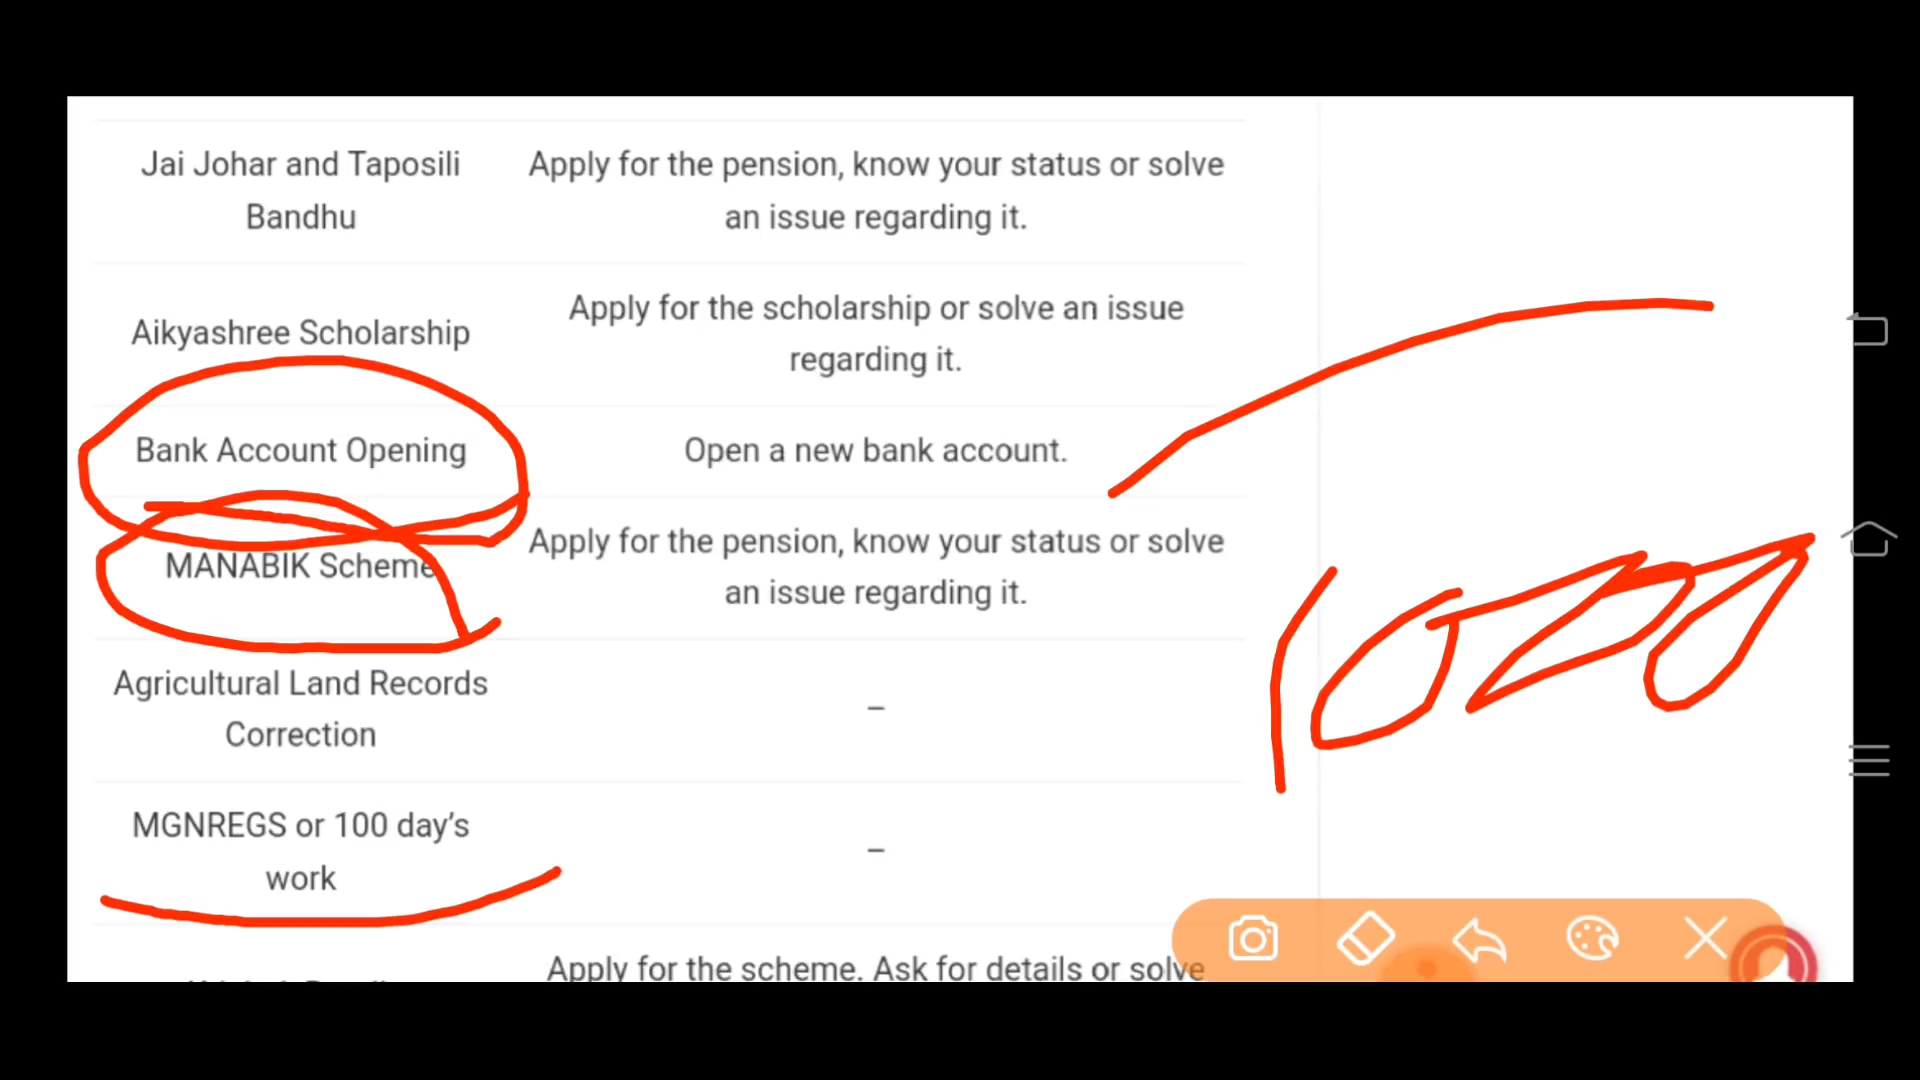 Jai Johar and Taposili
Bandhu
Apply for the pension, know your status or solve
an issue regarding it.
Aikyashree Scholarship
Apply for the scholarship or solve an issue
regarding it.
Bank Account Opening
Open a new bank account.
MANABIK Scheme
Apply for the pension, know your status or solve
an issue regarding it.
1000
Agricultural Land Records
Correction
–
MGNREGS or 100 day’s
work
–
Apply for the scheme. Ask for details or solve